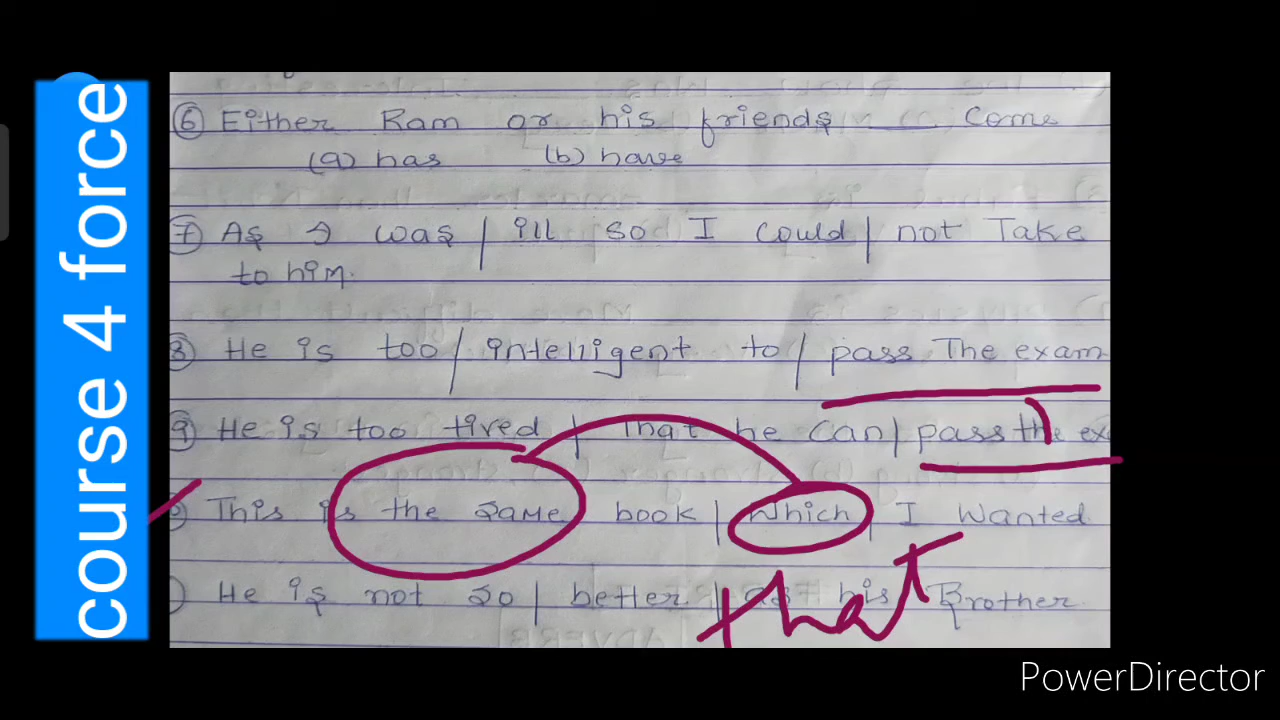 course 4 force
⑥ Either Ram or his friends ___ Come
(a) has (b) have
⑦ As I was / ill so I could / not Take
to him.
⑧ He is too / intelligent to / pass The exam
⑨ He is too tired / that he can / pass the ex
This is the same book / which / I wanted
He is not so / better / as his Brother.
that
PowerDirector